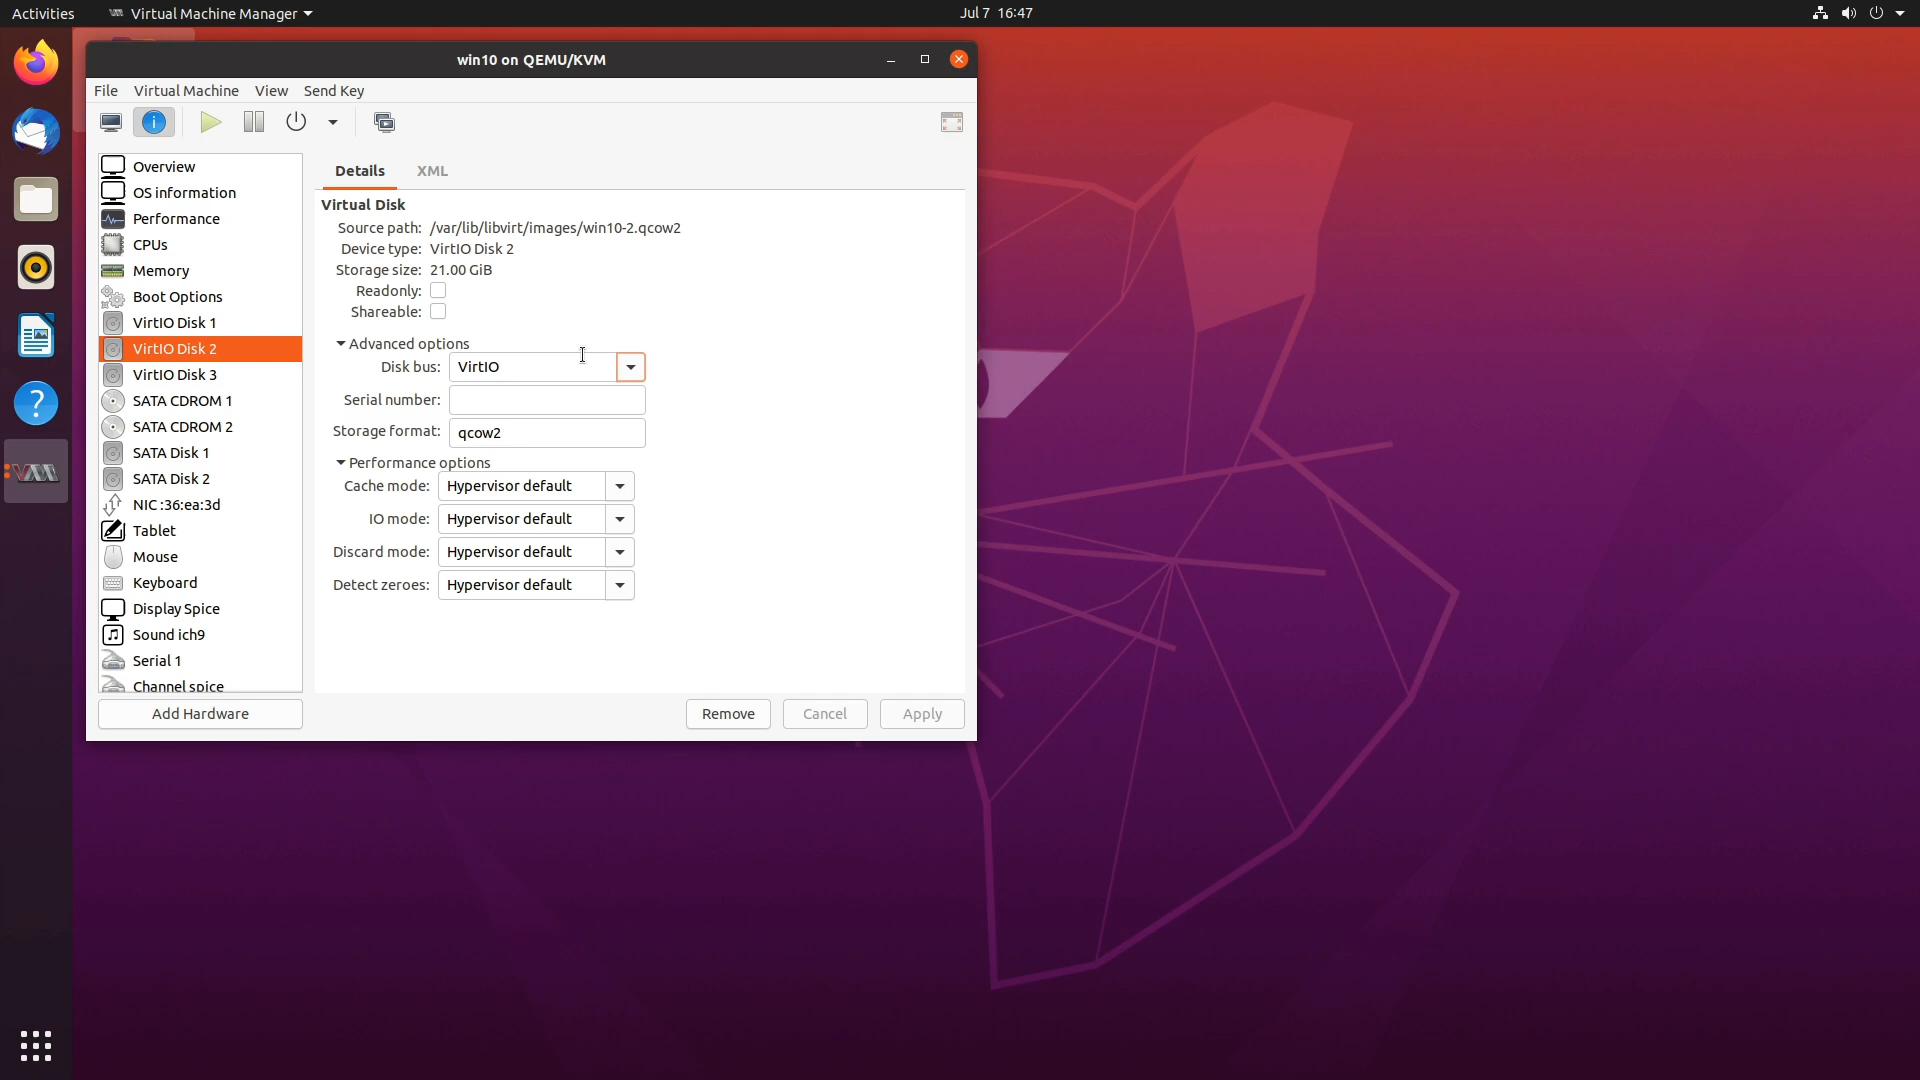 Activities
Virtual Machine Manager
Jul 7 16:47
win10 on QEMU/KVM
File
Virtual Machine
View
Send Key
Overview
OS information
Performance
CPUs
Memory
Boot Options
VirtIO Disk 1
VirtIO Disk 2
VirtIO Disk 3
SATA CDROM 1
SATA CDROM 2
SATA Disk 1
SATA Disk 2
NIC :36:ea:3d
Tablet
Mouse
Keyboard
Display Spice
Sound ich9
Serial 1
Channel spice
Add Hardware
Details
XML
Virtual Disk
Source path: /var/lib/libvirt/images/win10-2.qcow2
Device type: VirtIO Disk 2
Storage size: 21.00 GiB
Readonly:
Shareable:
Advanced options
Disk bus: VirtIO
Serial number:
Storage format: qcow2
Performance options
Cache mode: Hypervisor default
IO mode: Hypervisor default
Discard mode: Hypervisor default
Detect zeroes: Hypervisor default
Remove
Cancel
Apply